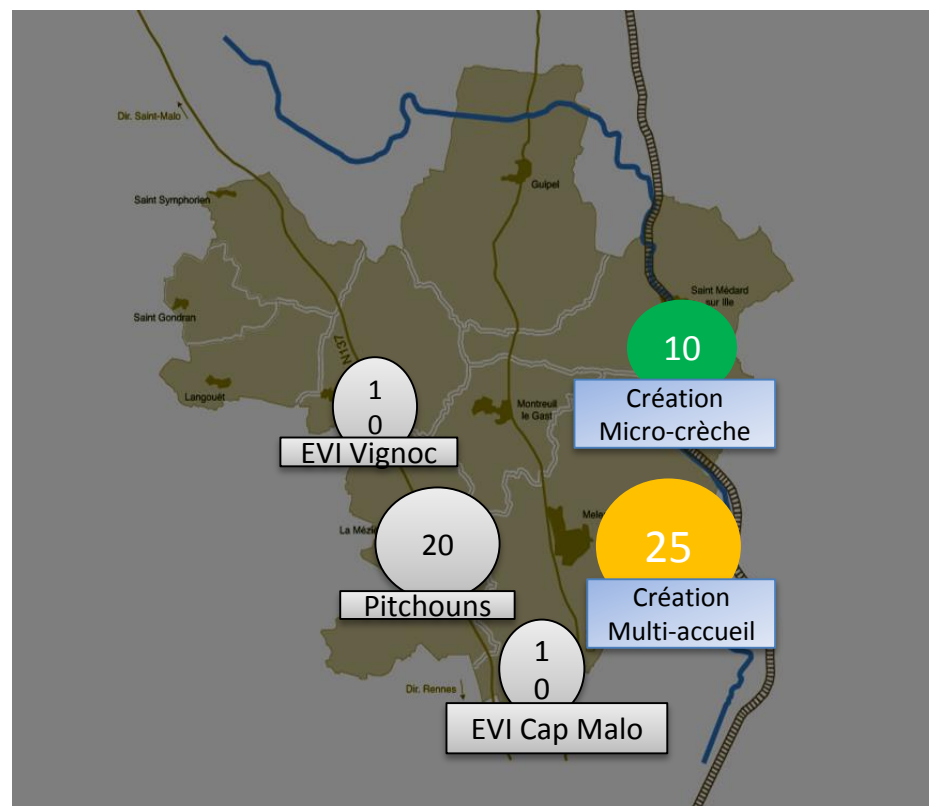 Dir. Saint-Malo
Saint Symphorien
Guipel
Saint Médard
sur ille
Saint Gondran
N137
10
Langouët
1
0
Création
Micro-crèche
Montreuil
le Gast
EVI Vignoc
La Méziè
20
25
Pitchouns
Création
Multi-accueil
1
0
Dir. Rennes
EVI Cap Malo